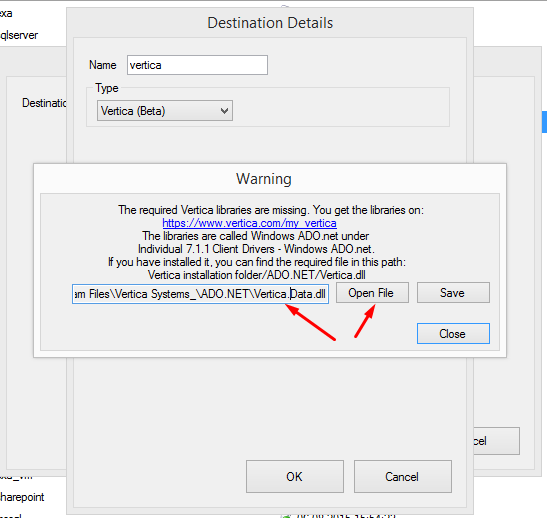 exa
qlserver
Destination Details
Name vertica
Type
Vertica (Beta)
Destination
Warning
The required Vertica libraries are missing. You get the libraries on:
https://www.vertica.com/my_vertica
The libraries are called Windows ADO.net under
Individual 7.1.1 Client Drivers - Windows ADO.net.
If you have installed it, you can find the required file in this path:
Vertica installation folder/ADO.NET/Vertica.dll
am Files\Vertica Systems_\ADO.NET\Vertica.Data.dll Open File Save
Close
cel
OK Cancel
harepoint